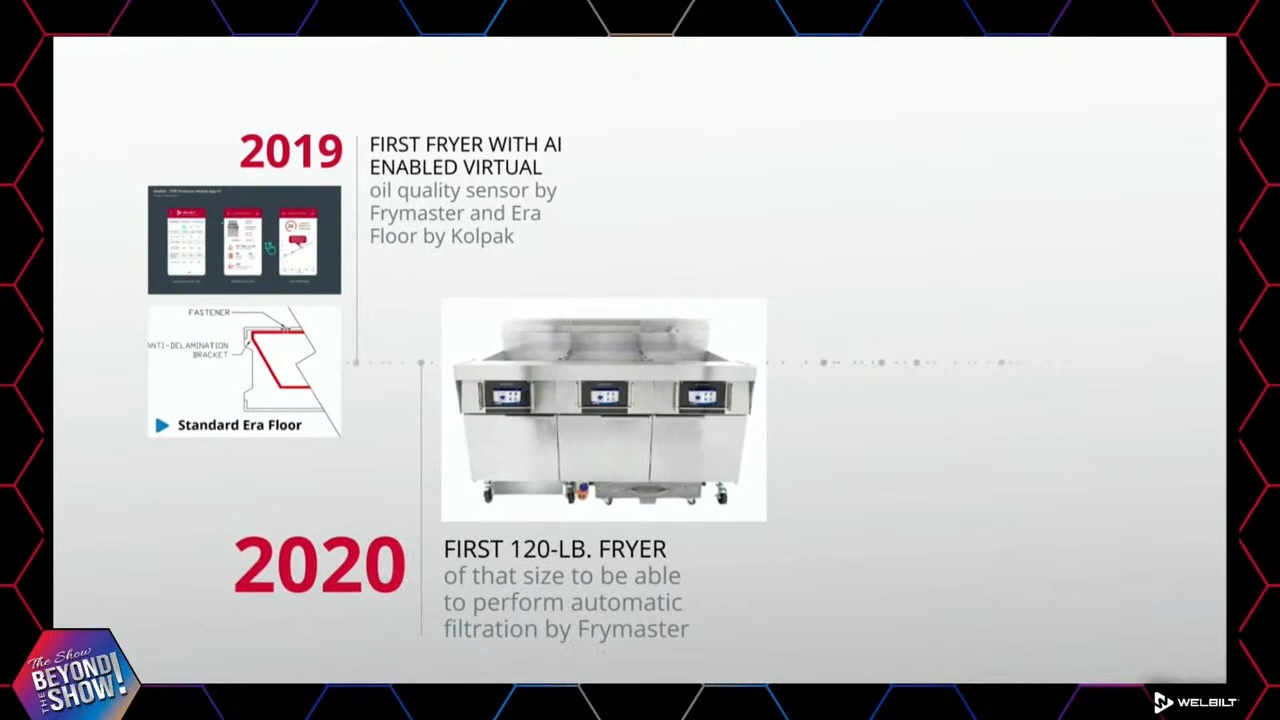 2019
FIRST FRYER WITH AI
ENABLED VIRTUAL
oil quality sensor by
Frymaster and Era
Floor by Kolpak
FASTENER
ANTI-DELAMINATION
BRACKET
Standard Era Floor
2020
FIRST 120-LB. FRYER
of that size to be able
to perform automatic
filtration by Frymaster
The Show
BEYOND
THE
SHOW!
WELBILT